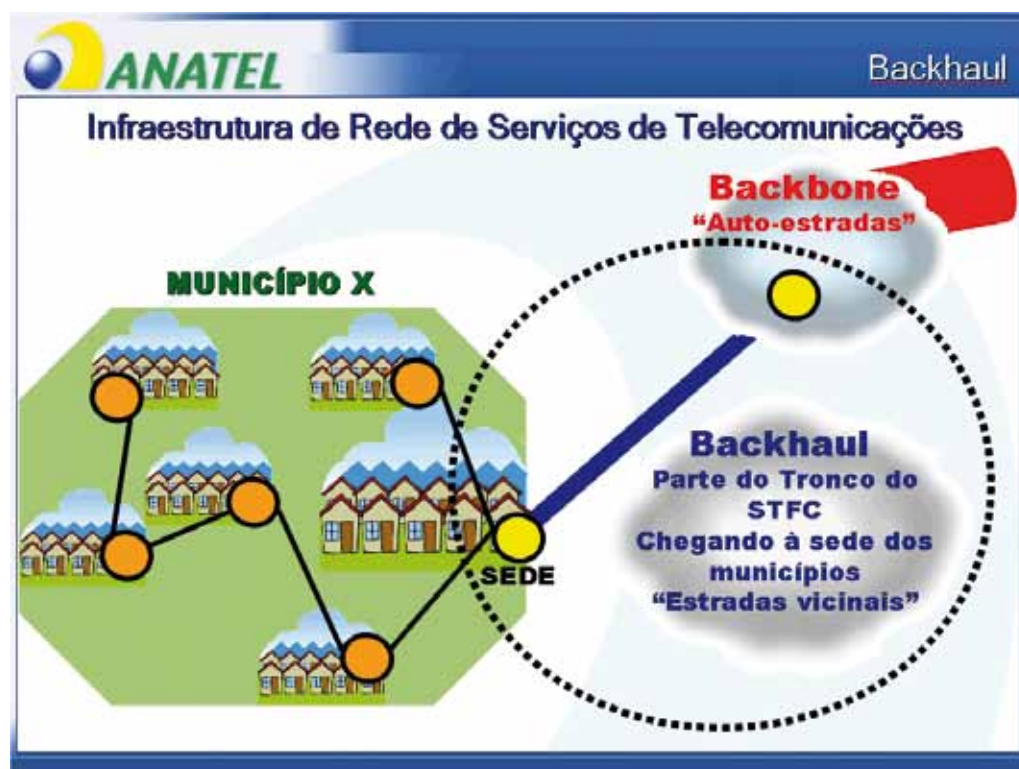 ANATEL
Backhaul
Infraestrutura de Rede de Serviços de Telecomunicações
Backbone
“Auto-estradas”
MUNICÍPIO X
Backhaul
Parte do Tronco do
STFC
Chegando à sede dos
municípios
“Estradas vicinais”
SEDE